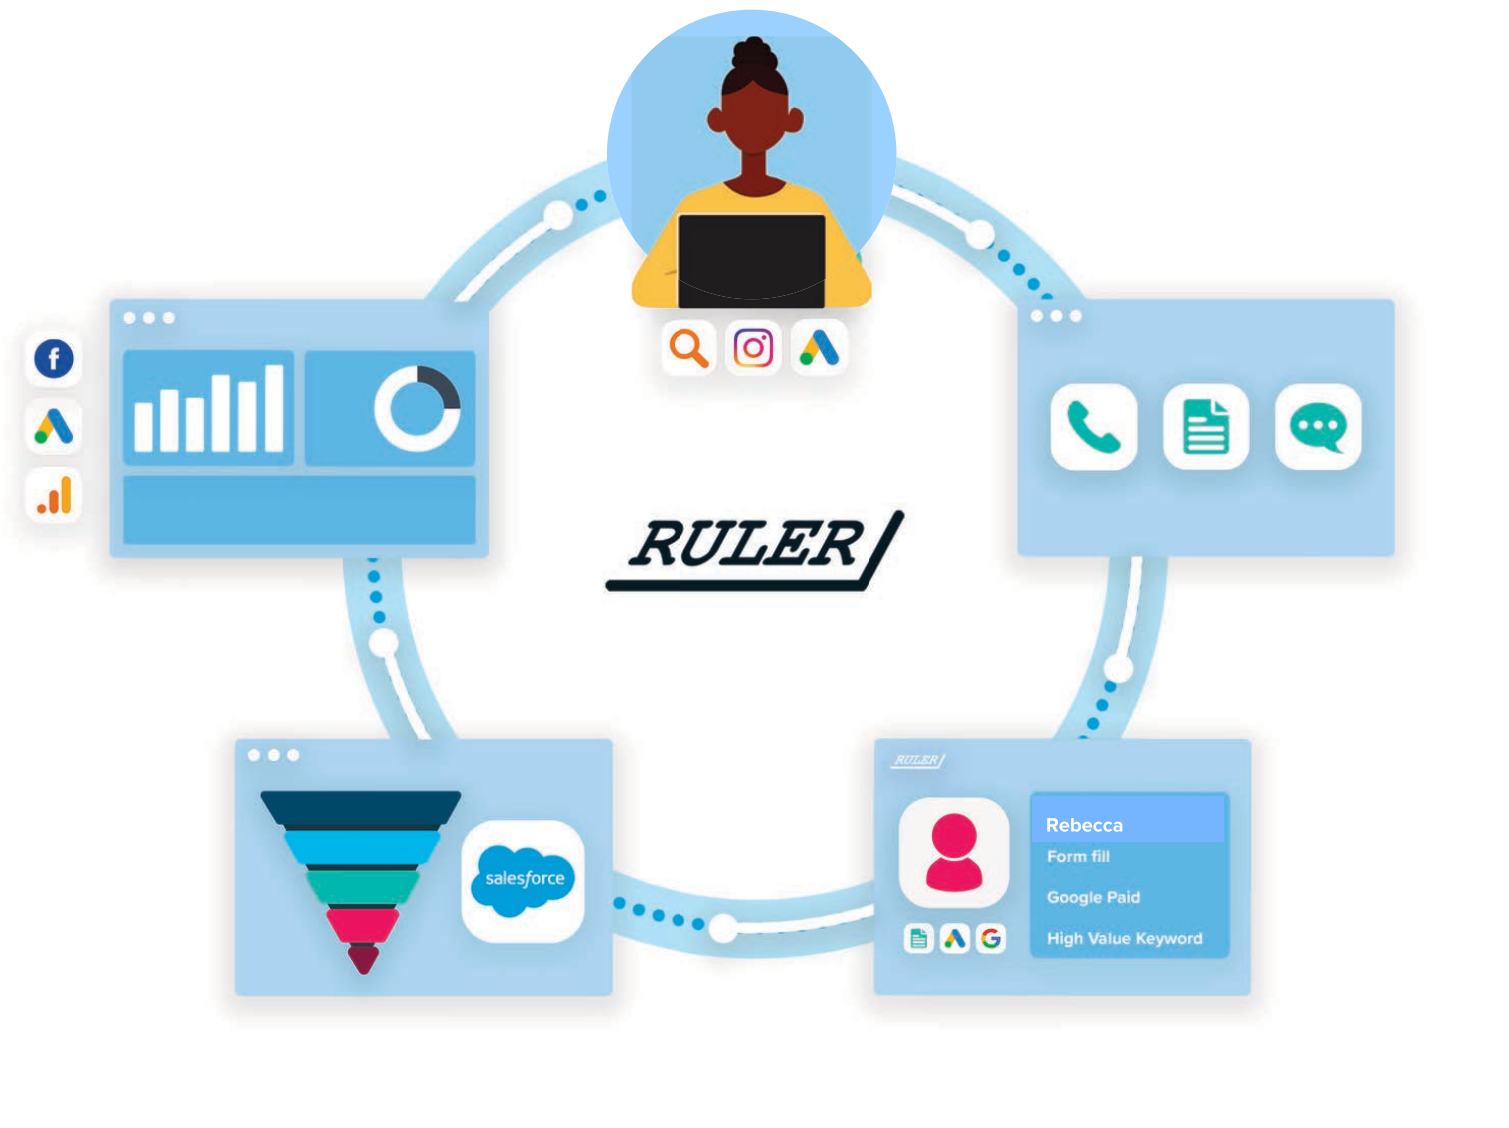 f
RULER
RULER
Rebecca
Form fill
Google Paid
High Value Keyword
G
salesforce